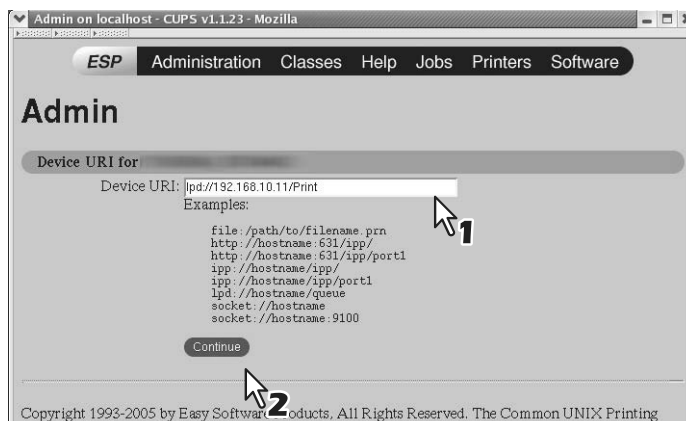 Admin on localhost - CUPS v1.1.23 - Mozilla
ESP Administration Classes Help Jobs Printers Software
Admin
Device URI for
Device URI: lpd://192.168.10.11/Print
Examples:
file:/path/to/filename.prn
http://hostname:631/ipp/
http://hostname:631/ipp/port1
ipp://hostname/ipp/
ipp://hostname/ipp/port1
lpd://hostname/queue
socket://hostname
socket://hostname:9100
1
Continue
2
Copyright 1993-2005 by Easy Software Products, All Rights Reserved. The Common UNIX Printing